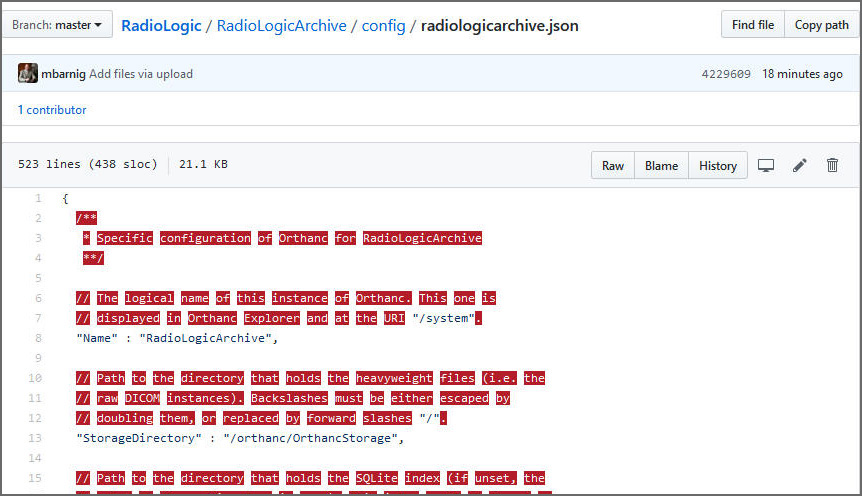 Branch: master RadioLogic / RadioLogicArchive / config / radiologicarchive.json Find file Copy path
mbarnig Add files via upload 4229609 18 minutes ago
1 contributor
523 lines (438 sloc) 21.1 KB Raw Blame History
1 {
2 /**
3 * Specific configuration of Orthanc for RadioLogicArchive
4 **/
5
6 // The logical name of this instance of Orthanc. This one is
7 // displayed in Orthanc Explorer and at the URI "/system".
8 "Name" : "RadioLogicArchive",
9
10 // Path to the directory that holds the heavyweight files (i.e. the
11 // raw DICOM instances). Backslashes must be either escaped by
12 // doubling them, or replaced by forward slashes "/".
13 "StorageDirectory" : "/orthanc/OrthancStorage",
14
15 // Path to the directory that holds the SQLite index (if unset, the